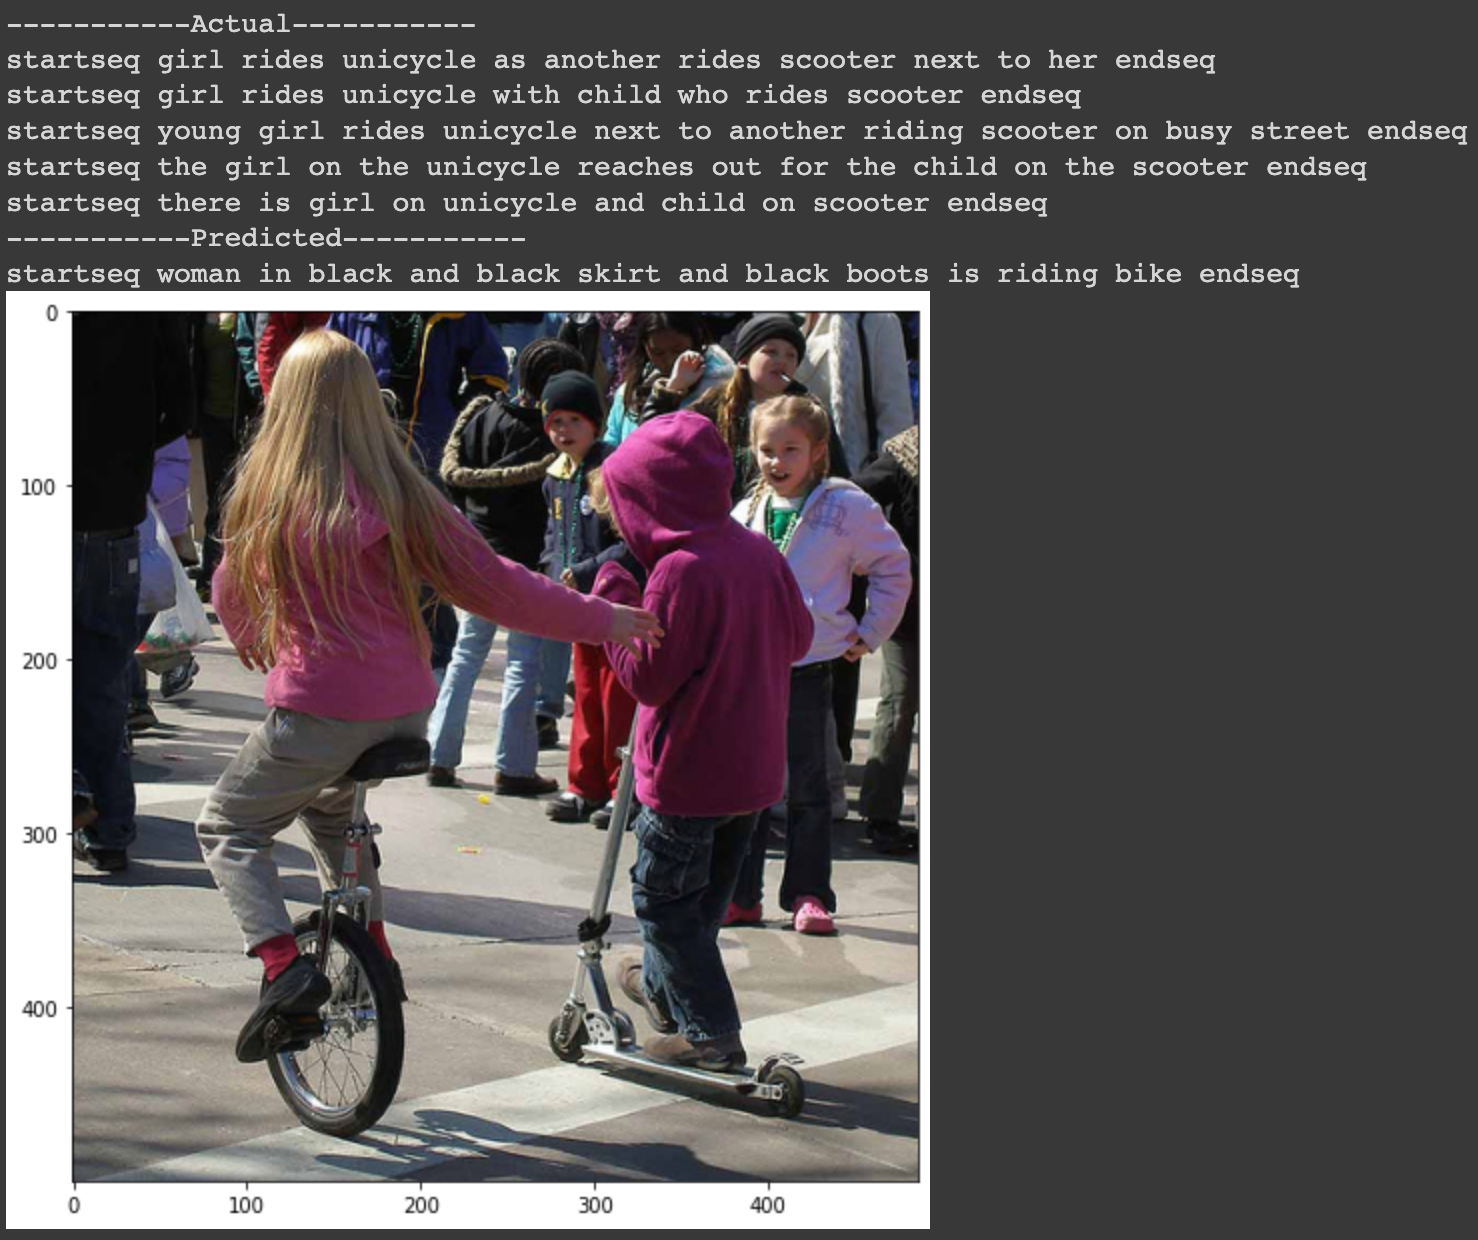 -----------Actual-----------
startseq girl rides unicycle as another rides scooter next to her endseq
startseq girl rides unicycle with child who rides scooter endseq
startseq young girl rides unicycle next to another riding scooter on busy street endseq
startseq the girl on the unicycle reaches out for the child on the scooter endseq
startseq there is girl on unicycle and child on scooter endseq
-----------Predicted-----------
startseq woman in black and black skirt and black boots is riding bike endseq
0
100
200
300
400
0 100 200 300 400